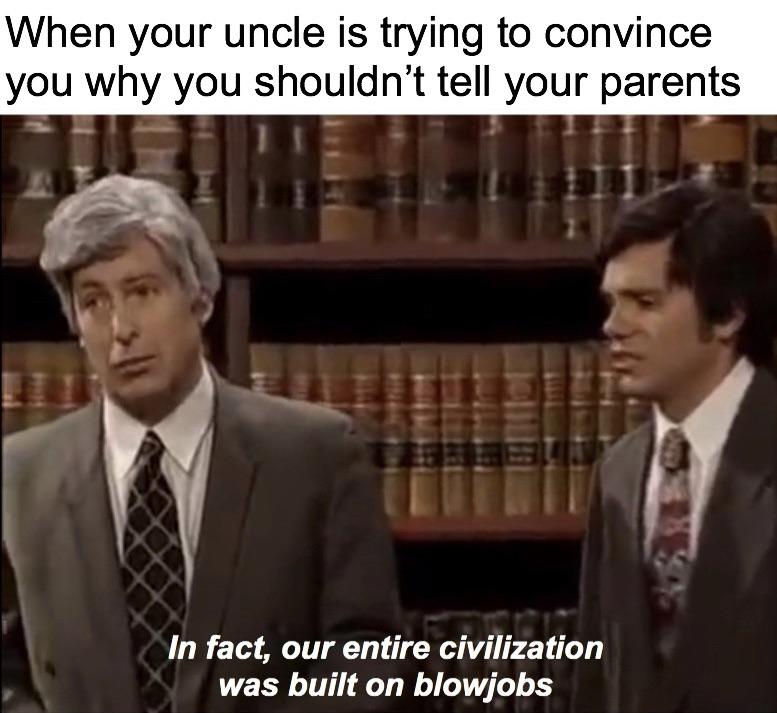 When your uncle is trying to convince
you why you shouldn’t tell your parents
In fact, our entire civilization
was built on blowjobs